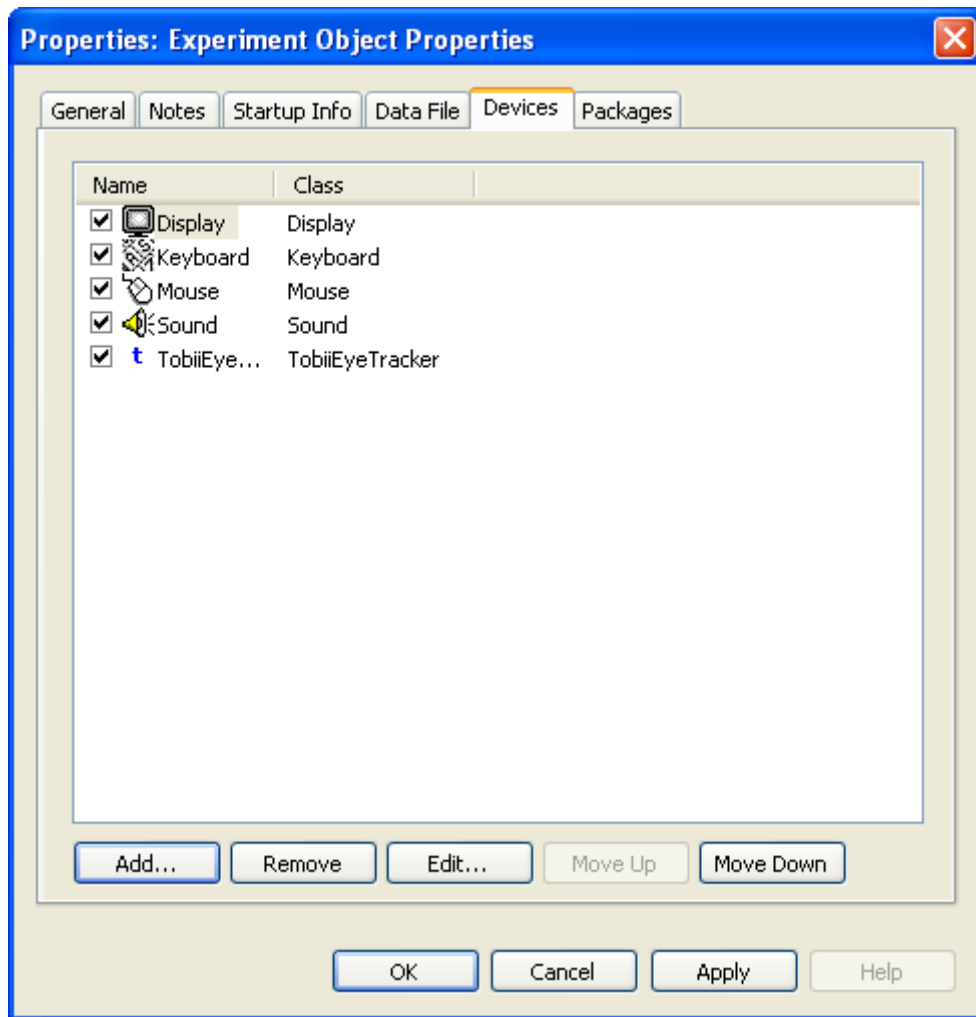 Properties: Experiment Object Properties
General Notes Startup Info Data File Devices Packages
Name Class
Display Display
Keyboard Keyboard
Mouse Mouse
Sound Sound
t TobiiEye... TobiiEyeTracker
Add... Remove Edit... Move Up Move Down
OK Cancel Apply Help